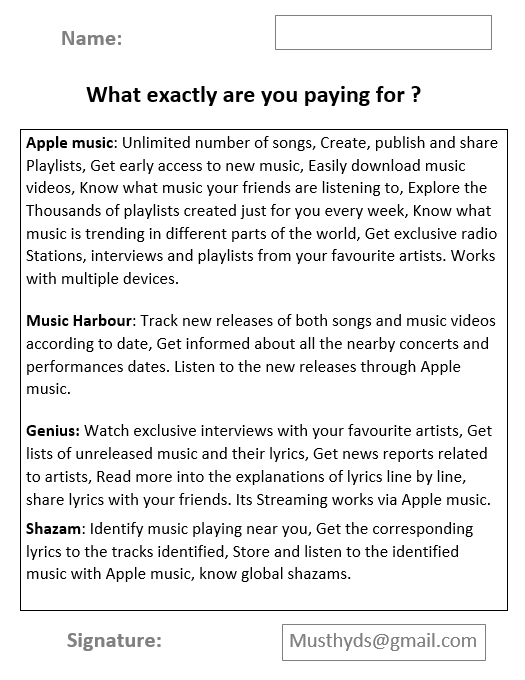 Name:
What exactly are you paying for ?
Apple music: Unlimited number of songs, Create, publish and share
Playlists, Get early access to new music, Easily download music
videos, Know what music your friends are listening to, Explore the
Thousands of playlists created just for you every week, Know what
music is trending in different parts of the world, Get exclusive radio
Stations, interviews and playlists from your favourite artists. Works
with multiple devices.
Music Harbour: Track new releases of both songs and music videos
according to date, Get informed about all the nearby concerts and
performances dates. Listen to the new releases through Apple
music.
Genius: Watch exclusive interviews with your favourite artists, Get
lists of unreleased music and their lyrics, Get news reports related
to artists, Read more into the explanations of lyrics line by line,
share lyrics with your friends. Its Streaming works via Apple music.
Shazam: Identify music playing near you, Get the corresponding
lyrics to the tracks identified, Store and listen to the identified
music with Apple music, know global shazams.
Signature: Musthyds@gmail.com